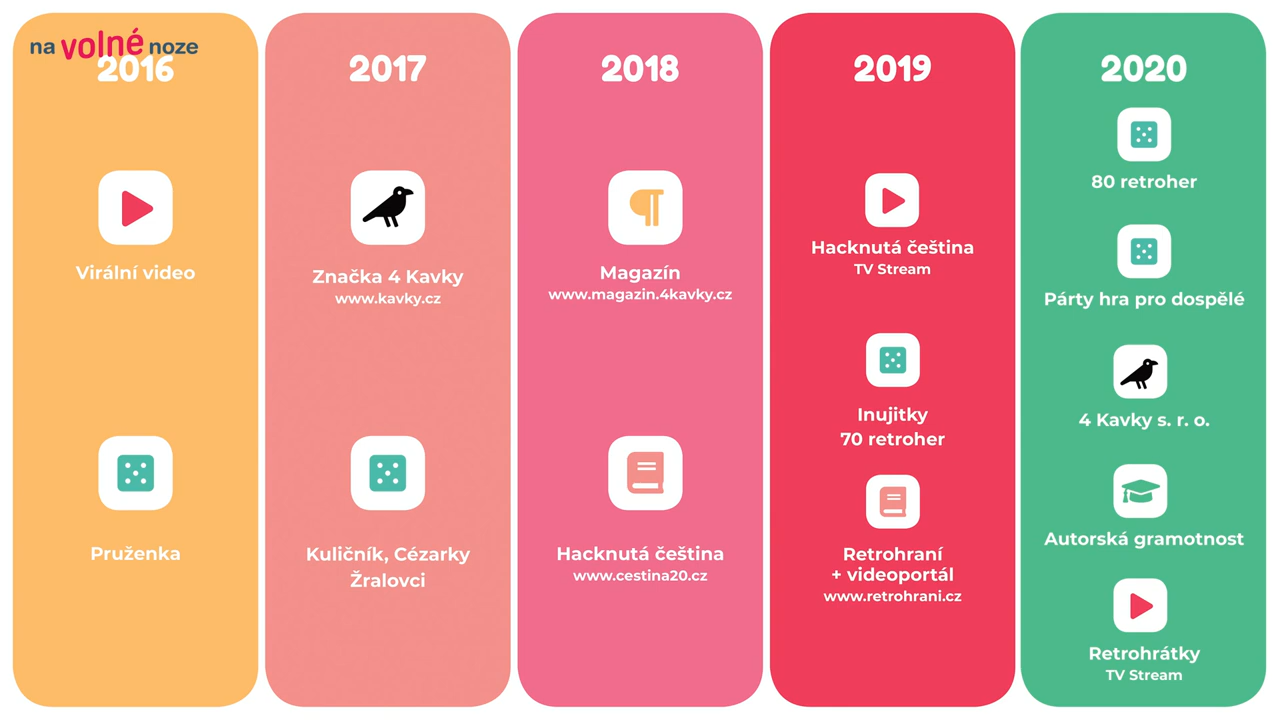 na volné noze
2016
Virální video
Pruženka
2017
Značka 4 Kavky
www.kavky.cz
Kuličník, Cézarky
Žralovci
2018
Magazín
www.magazin.4kavky.cz
Hacknutá čeština
www.cestina20.cz
2019
Hacknutá čeština
TV Stream
Inujitky
70 retroher
Retrohraní
+ videoportál
www.retrohrani.cz
2020
80 retroher
Párty hra pro dospělé
4 Kavky s. r. o.
Autorská gramotnost
Retrohrátky
TV Stream